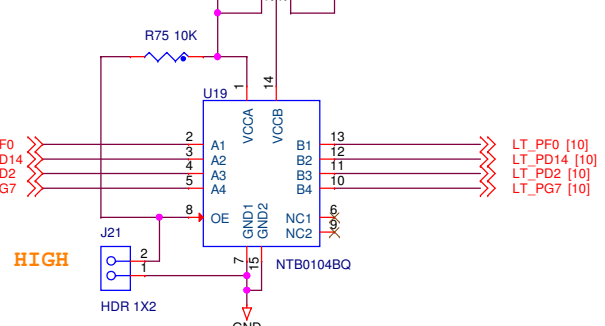 R75 10K
1
14
U19
VCCA
VCCB
F0
2
A1
B1
13
LT_PF0 [10]
D14
3
A2
B2
12
LT_PD14 [10]
D2
4
A3
B3
11
LT_PD2 [10]
G7
5
A4
B4
10
LT_PG7 [10]
8
OE
GND1
GND2
NC1
6
NC2
9
J21
HIGH
2
1
7
15
NTB0104BQ
HDR 1X2
GND